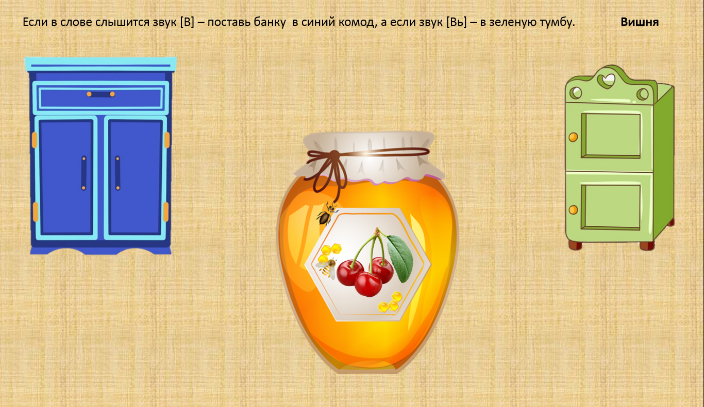 Если в слове слышится звук [В] – поставь банку  в синий комод, а если звук [Вь] – в зеленую тумбу. Вишня